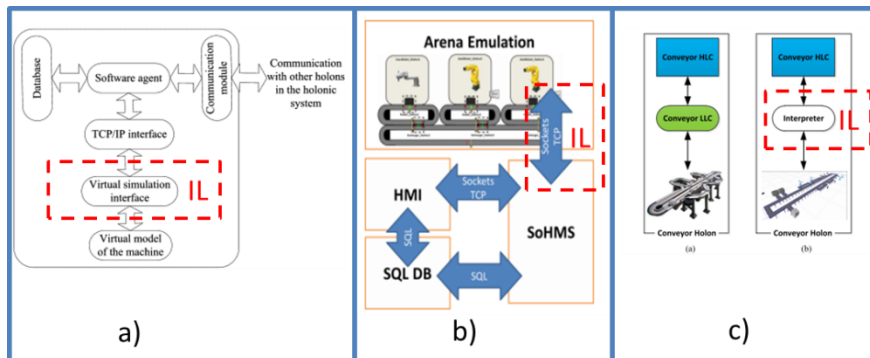 Database
Software agent
Communication
module
Communication
with other holons
in the holonic
system
TCP/IP interface
Virtual simulation
interface
IL
Virtual model
of the machine
a)
Arena Emulation
Sockets
TCP
IL
HMI
Sockets
TCP
SoHMS
SQL
SQL DB
SQL
b)
Conveyor HLC
Conveyor LLC
Conveyor Holon
(a)
Conveyor HLC
Interpreter
IL
Conveyor Holon
(b)
c)